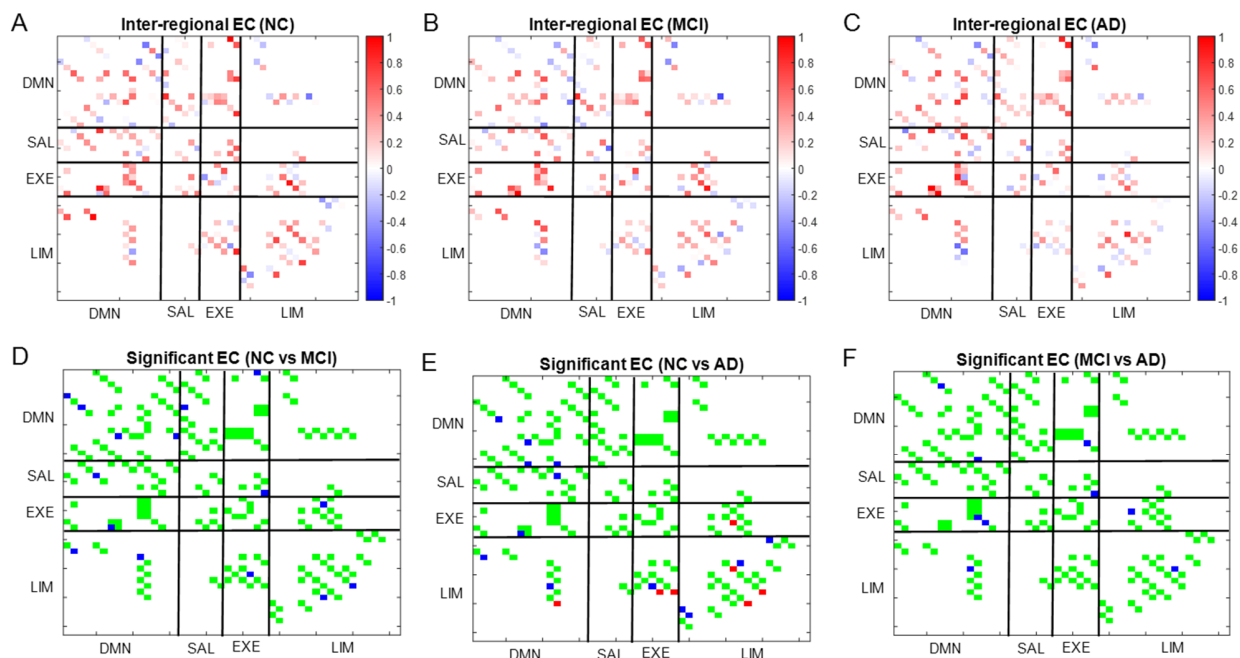 A
Inter-regional EC (NC)
DMN
SAL
EXE
LIM
DMN SAL EXE LIM
1
0.8
0.6
0.4
0.2
0
-0.2
-0.4
-0.6
-0.8
-1
B
Inter-regional EC (MCI)
DMN
SAL
EXE
LIM
DMN SAL EXE LIM
1
0.8
0.6
0.4
0.2
0
-0.2
-0.4
-0.6
-0.8
-1
C
Inter-regional EC (AD)
DMN
SAL
EXE
LIM
DMN SAL EXE LIM
1
0.8
0.6
0.4
0.2
0
-0.2
-0.4
-0.6
-0.8
-1
D
Significant EC (NC vs MCI)
DMN
SAL
EXE
LIM
DMN SAL EXE LIM
E
Significant EC (NC vs AD)
DMN
SAL
EXE
LIM
DMN SAL EXE LIM
F
Significant EC (MCI vs AD)
DMN
SAL
EXE
LIM
DMN SAL EXE LIM